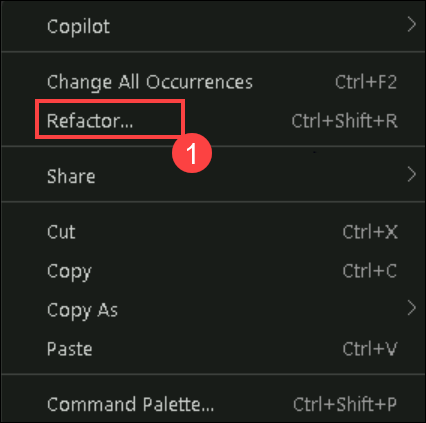 Copilot
Change All Occurrences Ctrl+F2
Refactor... Ctrl+Shift+R
1
Share
Cut Ctrl+X
Copy Ctrl+C
Copy As
Paste Ctrl+V
Command Palette... Ctrl+Shift+P